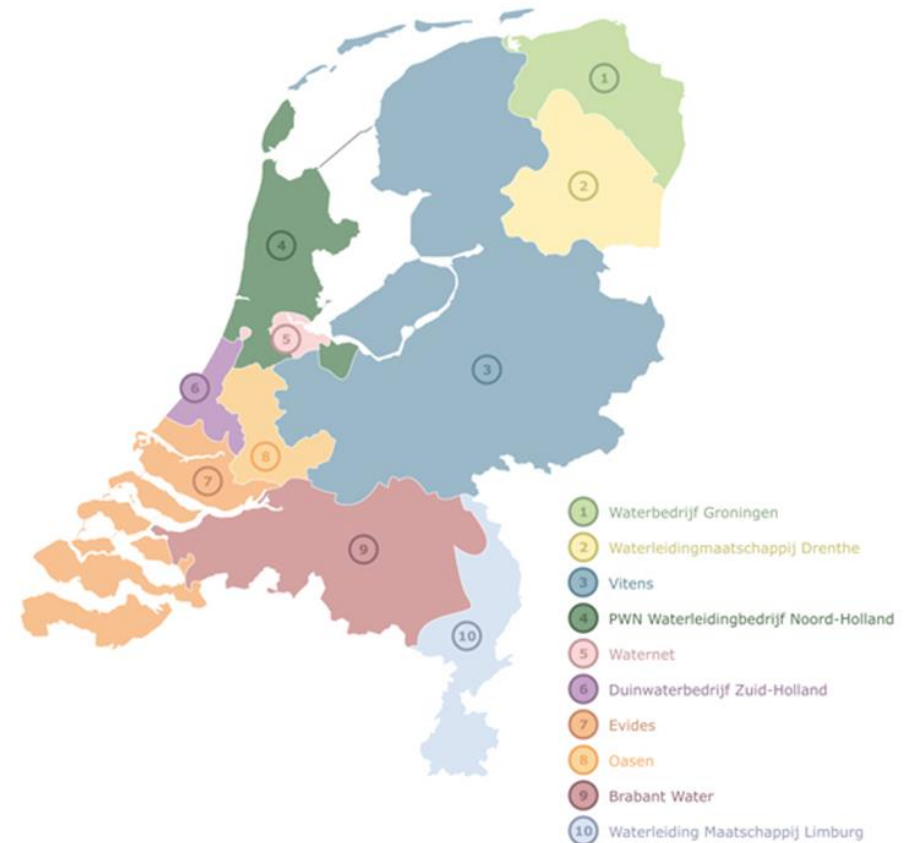 1
2
3
4
5
6
7
8
9
10
1 Waterbedrijf Groningen
2 Waterleidingmaatschappij Drenthe
3 Vitens
4 PWN Waterleidingbedrijf Noord-Holland
5 Waternet
6 Duinwaterbedrijf Zuid-Holland
7 Evides
8 Oasen
9 Brabant Water
10 Waterleiding Maatschappij Limburg